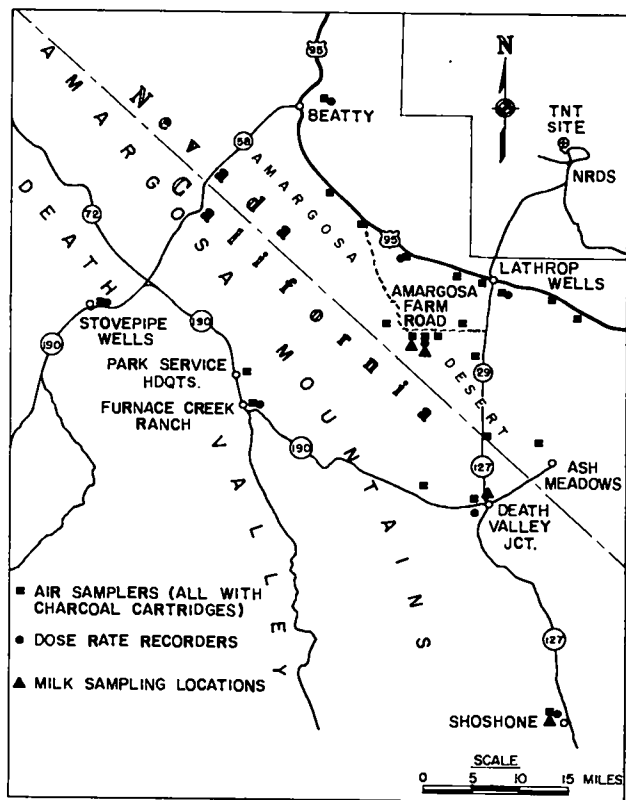 95
N
BEATTY
TNT
SITE
NRDS
58
AMARGOSA
DESERT
Nevada
California
AMARGOSA MOUNTAINS
DEATH VALLEY
72
95
LATHROP
WELLS
AMARGOSA
FARM
ROAD
STOVEPIPE
WELLS
190
190
PARK SERVICE
HDQTS.
29
FURNACE CREEK
RANCH
190
127
ASH
MEADOWS
DEATH
VALLEY
JCT.
AIR SAMPLERS (ALL WITH
CHARCOAL CARTRIDGES)
DOSE RATE RECORDERS
MILK SAMPLING LOCATIONS
127
SHOSHONE
SCALE
0 5 10 15 MILES